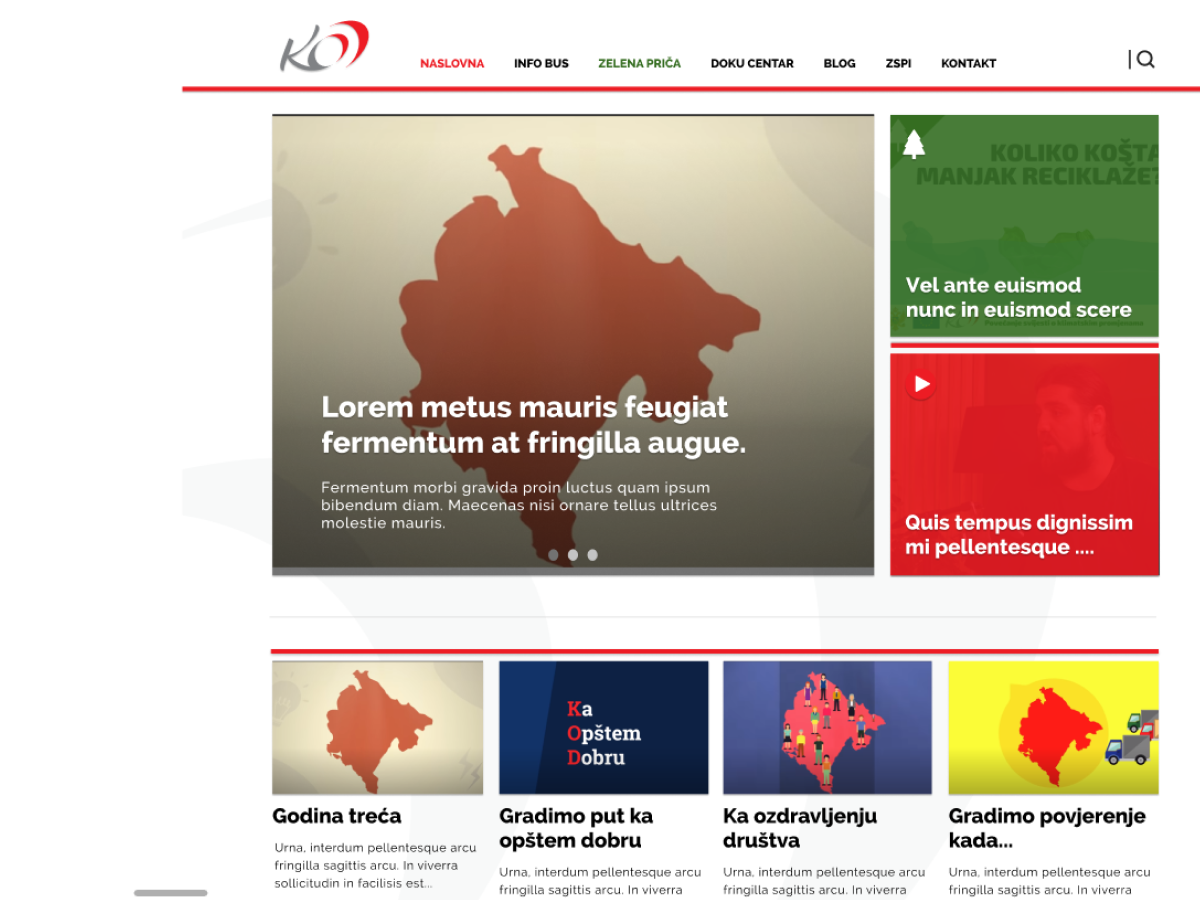 KO
NASLOVNA INFO BUS ZELENA PRIČA DOKU CENTAR BLOG ZSPI KONTAKT
KOLIKO KOŠTA
MANJAK RECIKLAŽE?
Vel ante euismod
nunc in euismod scere
Lorem metus mauris feugiat
fermentum at fringilla augue.
Fermentum morbi gravida proin luctus quam ipsum
bibendum diam. Maecenas nisi ornare tellus ultrices
molestie mauris.
Quis tempus dignissim
mi pellentesque ....
Ka
Opštem
Dobru
Godina treća
Urna, interdum pellentesque arcu
fringilla sagittis arcu. In viverra
sollicitudin in facilisis est...
Gradimo put ka
opštem dobru
Urna, interdum pellentesque arcu
fringilla sagittis arcu. In viverra
Ka ozdravljenju
društva
Urna, interdum pellentesque arcu
fringilla sagittis arcu. In viverra
Gradimo povjerenje
kada...
Urna, interdum pellentesque arcu
fringilla sagittis arcu. In viverra